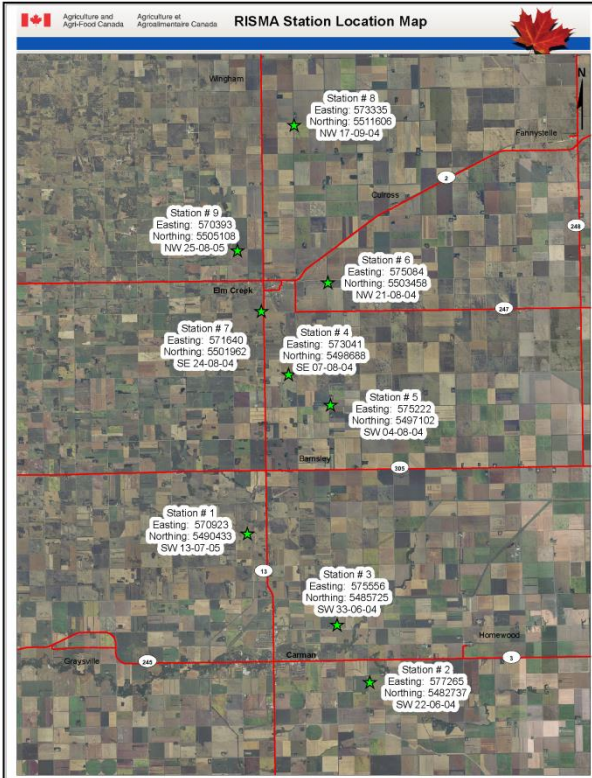 Agriculture and Agriculture et
Agri-Food Canada Agroalimentaire Canada
RISMA Station Location Map
N
Wingham
Station # 8
Easting: 573335
Northing: 5511606
NW 17-09-04
Fannystelle
2
Culross
248
Station # 9
Easting: 570393
Northing: 5505108
NW 25-08-05
Station # 6
Easting: 575084
Northing: 5503458
NW 21-08-04
Elm Creek
247
Station # 7
Easting: 571640
Northing: 5501962
SE 24-08-04
Station # 4
Easting: 573041
Northing: 5498688
SE 07-08-04
Station # 5
Easting: 575222
Northing: 5497102
SW 04-08-04
Barnsley
305
Station # 1
Easting: 570923
Northing: 5490433
SW 13-07-05
13
Station # 3
Easting: 575556
Northing: 5485725
SW 33-06-04
Homewood
Graysville
245
Carman
3
Station # 2
Easting: 577265
Northing: 5482737
SW 22-06-04